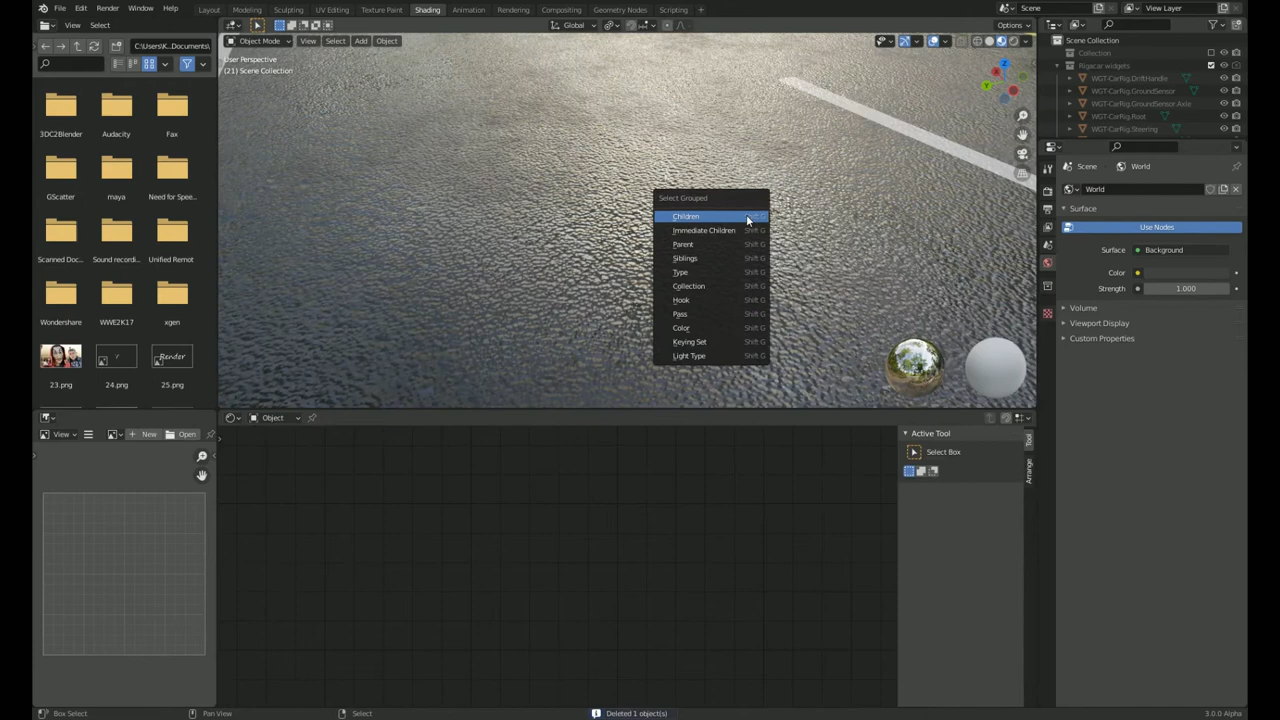 File Edit Render Window Help Layout Modeling Sculpting UV Editing Texture Paint Shading Animation Rendering Compositing Geometry Nodes Scripting + Scene View Layer
View Select Global Options
C:\Users\K...Documents\ Object Mode View Select Add Object Scene Collection
User Perspective
(21) Scene Collection
Collection
Rigacar widgets
WGT-CarRig.DriftHandle
WGT-CarRig.GroundSensor
WGT-CarRig.GroundSensor.Axle
WGT-CarRig.Root
WGT-CarRig.Steering
3DC2Blender Audacity Fax
GScatter maya Need for Spee...
Scanned Doc... Sound recordi... Unified Remot
Wondershare WWE2K17 xgen
Render
23.png 24.png 25.png
Select Grouped
Children Shift G
Immediate Children Shift G
Parent Shift G
Siblings Shift G
Type Shift G
Collection Shift G
Hook Shift G
Pass Shift G
Color Shift G
Keying Set Shift G
Light Type Shift G
Z
X
Y
Scene World
World
Surface
Use Nodes
Surface Background
Color
Strength 1.000
Volume
Viewport Display
Custom Properties
View New Open
Object
Active Tool
Select Box
Tool
Arrange
Box Select Pan View Select Deleted 1 object(s) 3.0.0 Alpha